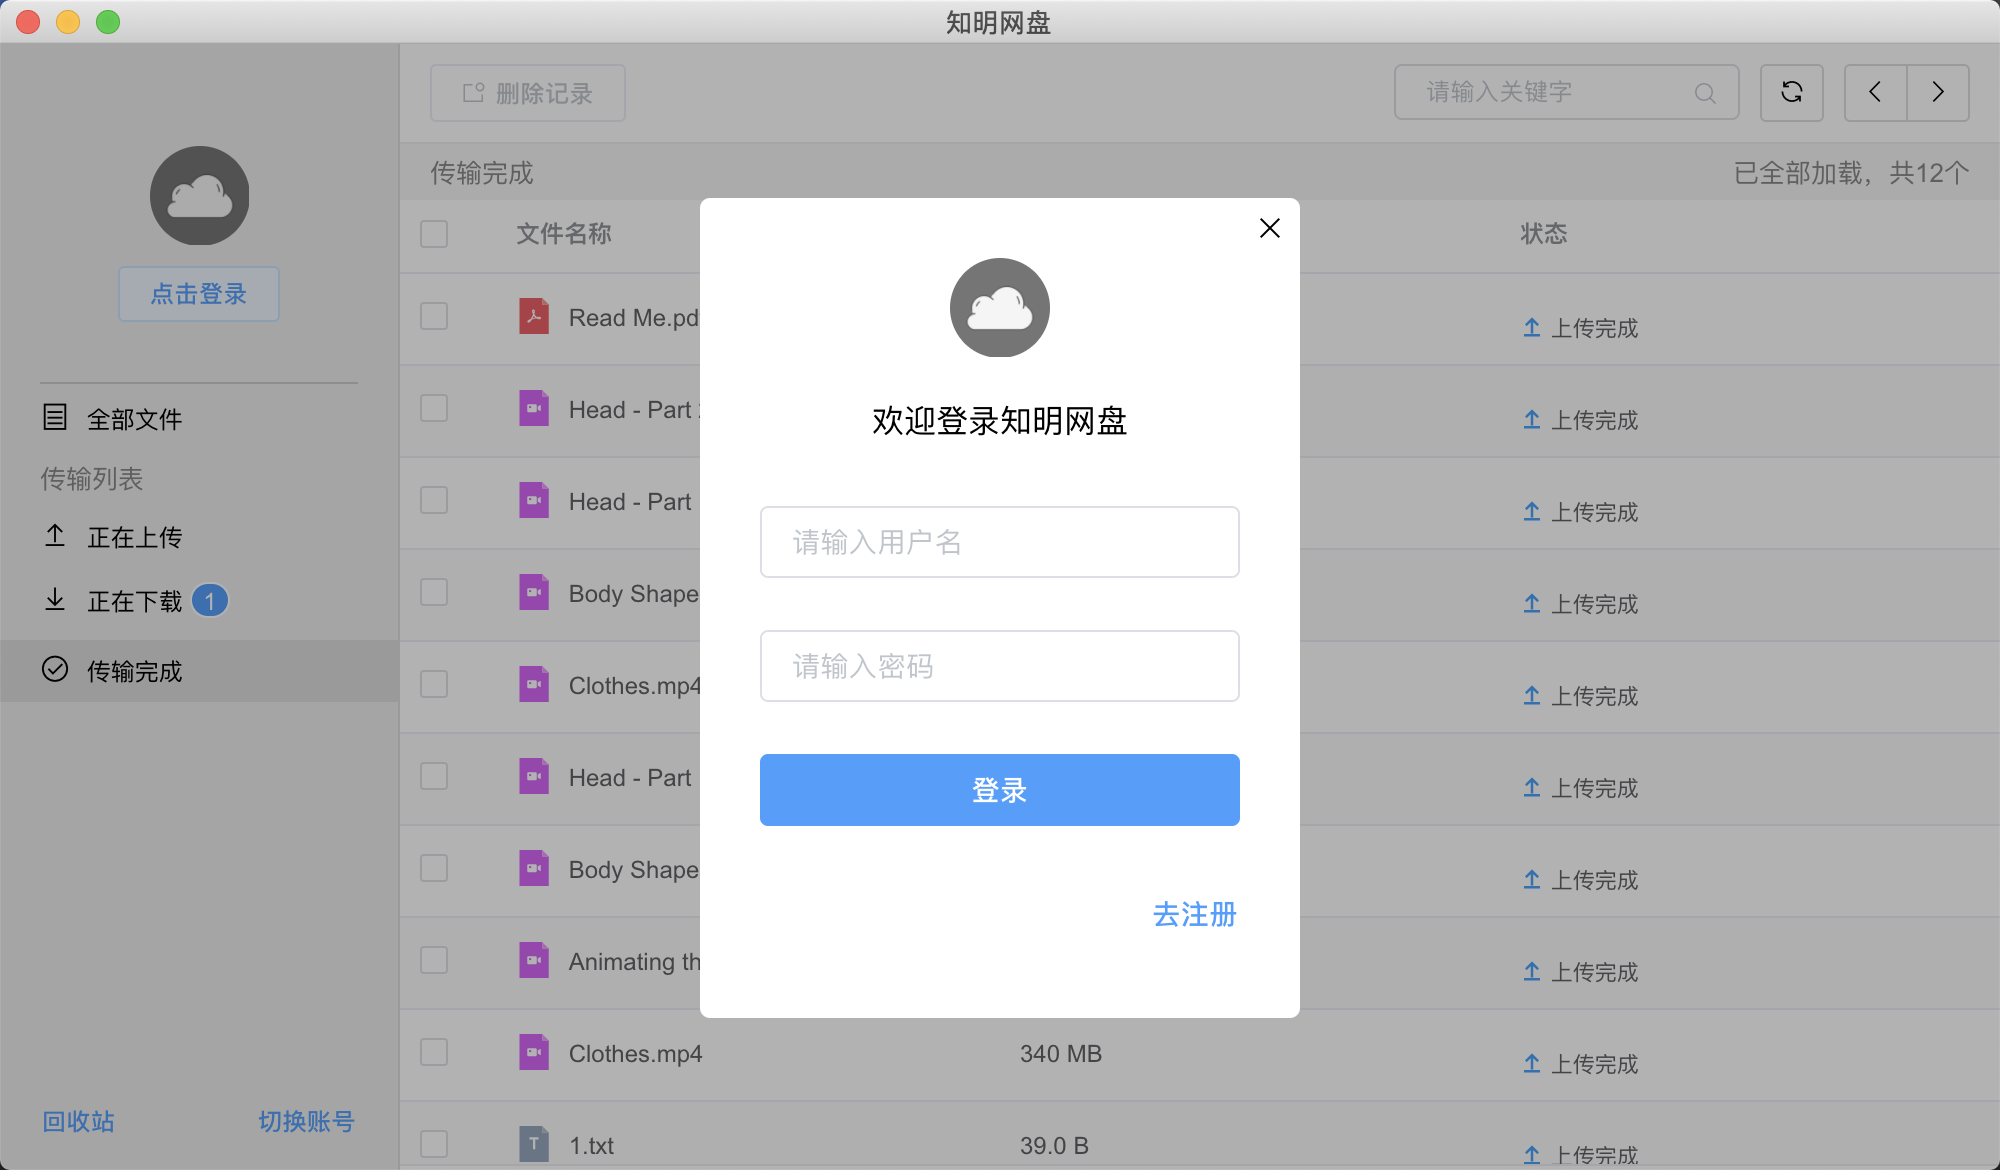 知明网盘
删除记录
请输入关键字
传输完成
已全部加载，共12个
点击登录
全部文件
传输列表
正在上传
正在下载 1
传输完成
回收站
切换账号
文件名称
状态
Read Me.pd
上传完成
Head - Part
上传完成
Head - Part
上传完成
Body Shape
上传完成
Clothes.mp4
上传完成
Head - Part
上传完成
Body Shape
上传完成
Animating th
上传完成
Clothes.mp4 340 MB 上传完成
T 1.txt 39.0 B 上传完成
欢迎登录知明网盘
请输入用户名
请输入密码
登录
去注册